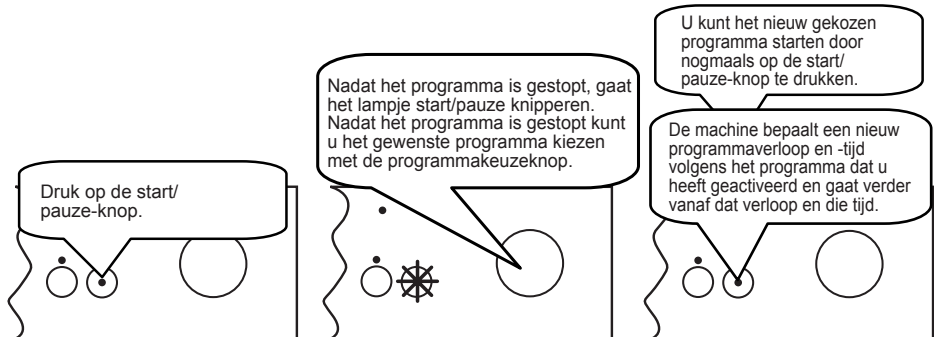 Druk op de start/
pauze-knop.
Nadat het programma is gestopt, gaat
het lampje start/pauze knipperen.
Nadat het programma is gestopt kunt
u het gewenste programma kiezen
met de programmakeuzeknop.
U kunt het nieuw gekozen
programma starten door
nogmaals op de start/
pauze-knop te drukken.
De machine bepaalt een nieuw
programmaverloop en -tijd
volgens het programma dat u
heeft geactiveerd en gaat verder
vanaf dat verloop en die tijd.